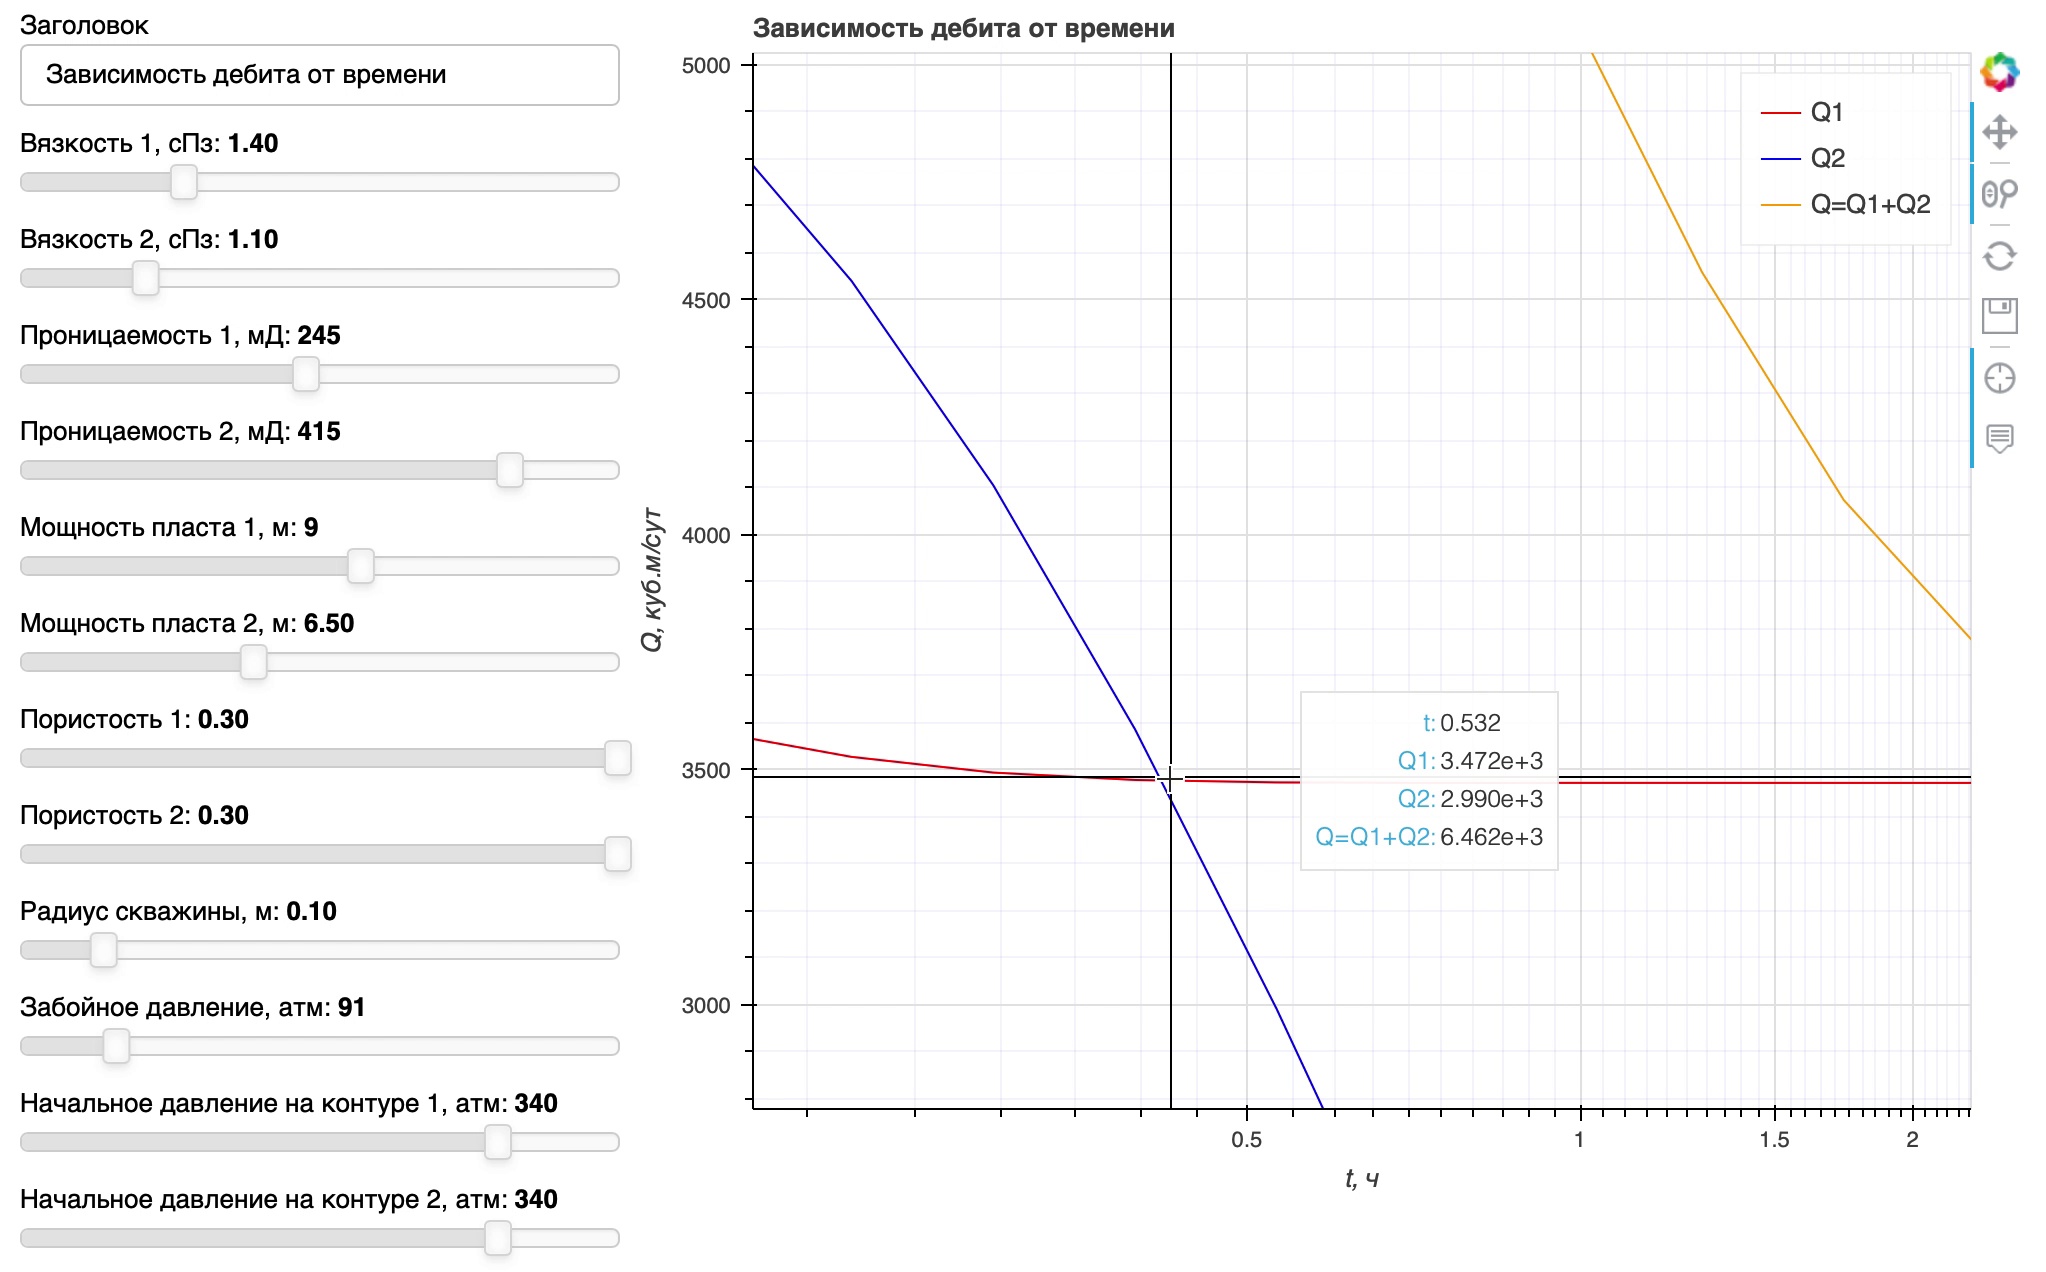 Заголовок
Зависимость дебита от времени
Вязкость 1, сПз: 1.40
Вязкость 2, сПз: 1.10
Проницаемость 1, мД: 245
Проницаемость 2, мД: 415
Мощность пласта 1, м: 9
Мощность пласта 2, м: 6.50
Пористость 1: 0.30
Пористость 2: 0.30
Радиус скважины, м: 0.10
Забойное давление, атм: 91
Начальное давление на контуре 1, атм: 340
Начальное давление на контуре 2, атм: 340
Зависимость дебита от времени
Q, куб.м/сут
5000
4500
4000
3500
3000
Q1
Q2
Q=Q1+Q2
t: 0.532
Q1: 3.472e+3
Q2: 2.990e+3
Q=Q1+Q2: 6.462e+3
0.5
1
1.5
2
t, ч